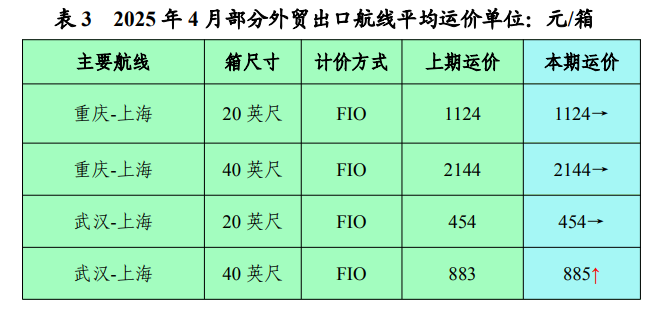 表 3 2025 年 4 月部分外贸出口航线平均运价单位：元/箱
主要航线 箱尺寸 计价方式 上期运价 本期运价
重庆-上海 20 英尺 FIO 1124 1124→
重庆-上海 40 英尺 FIO 2144 2144→
武汉-上海 20 英尺 FIO 454 454→
武汉-上海 40 英尺 FIO 883 885↑